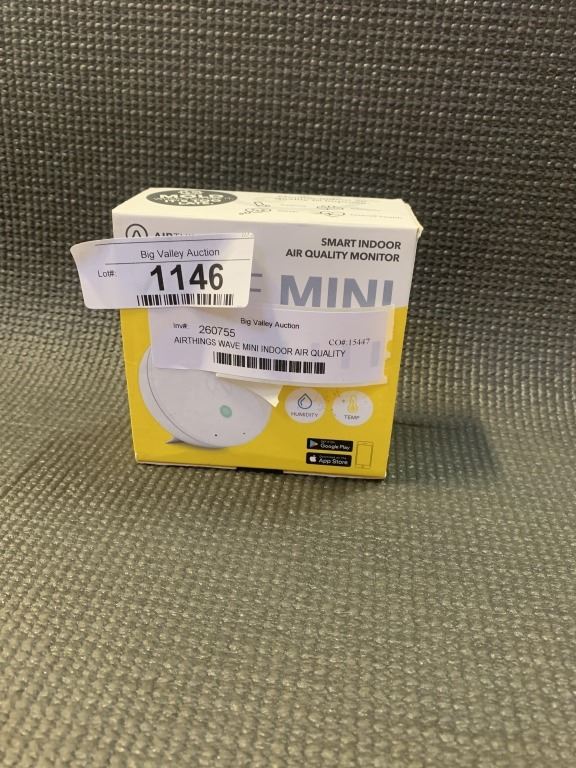 SMART INDOOR
AIR QUALITY MONITOR
Big Valley Auction
Lot#: 1146
MINI
Big Valley Auction
Inv#: 260755
CO#:15447
AIRTHINGS WAVE MINI INDOOR AIR QUALITY
HUMIDITY
TEMP
Google Play
App Store